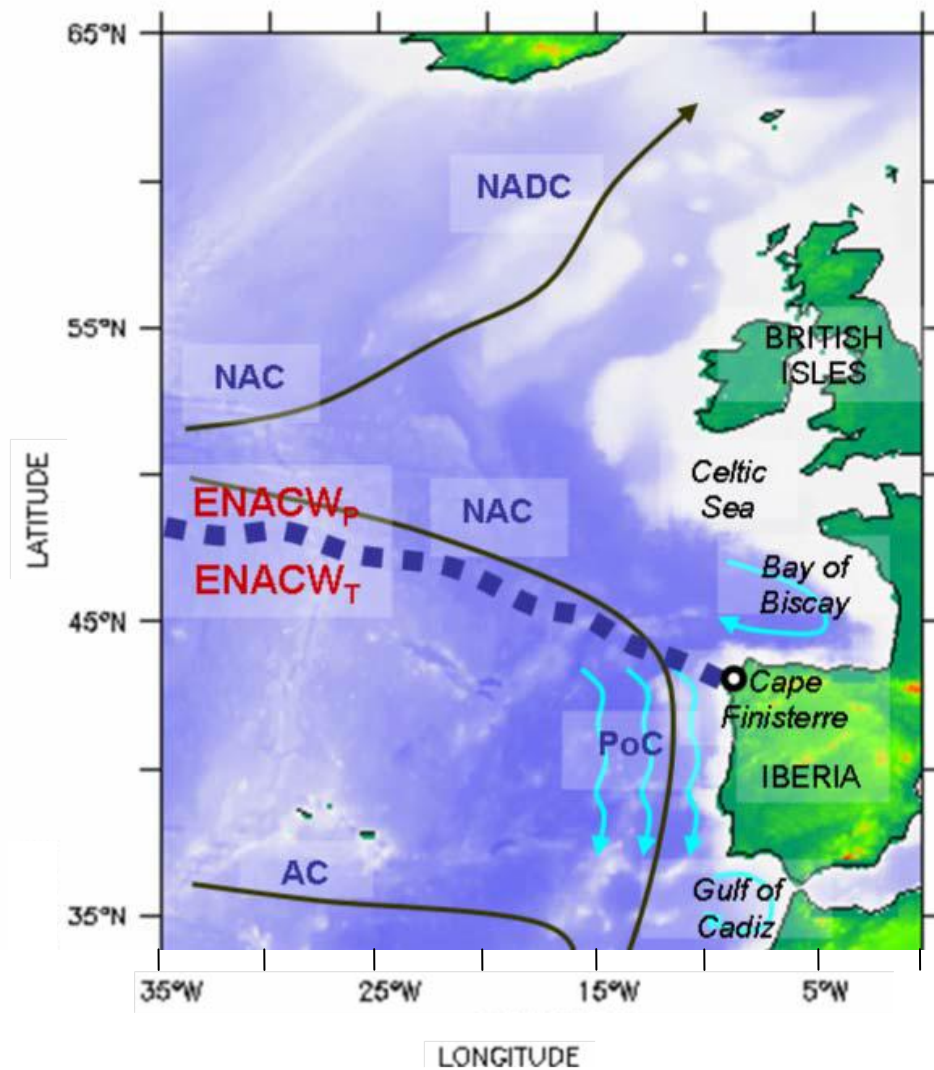 65°N
NADC
55°N
BRITISH
ISLES
NAC
Celtic
Sea
ENACWP
NAC
LATITUDE
Bay of
Biscay
ENACWT
45°N
Cape
Finisterre
PoC
IBERIA
AC
Gulf of
Cadiz
35°N
35°W
25°W
15°W
5°W
LONGITUDE